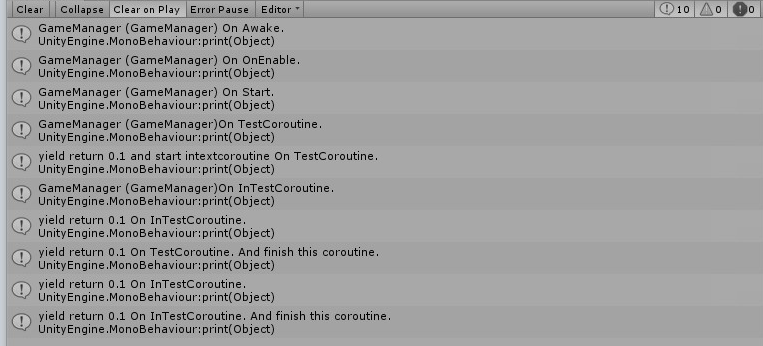 Clear Collapse Clear on Play Error Pause Editor 10 0 0
GameManager (GameManager) On Awake.
UnityEngine.MonoBehaviour:print(Object)
GameManager (GameManager) On OnEnable.
UnityEngine.MonoBehaviour:print(Object)
GameManager (GameManager) On Start.
UnityEngine.MonoBehaviour:print(Object)
GameManager (GameManager)On TestCoroutine.
UnityEngine.MonoBehaviour:print(Object)
yield return 0.1 and start intextcoroutine On TestCoroutine.
UnityEngine.MonoBehaviour:print(Object)
GameManager (GameManager)On InTestCoroutine.
UnityEngine.MonoBehaviour:print(Object)
yield return 0.1 On InTestCoroutine.
UnityEngine.MonoBehaviour:print(Object)
yield return 0.1 On TestCoroutine. And finish this coroutine.
UnityEngine.MonoBehaviour:print(Object)
yield return 0.1 On InTestCoroutine.
UnityEngine.MonoBehaviour:print(Object)
yield return 0.1 On InTestCoroutine. And finish this coroutine.
UnityEngine.MonoBehaviour:print(Object)